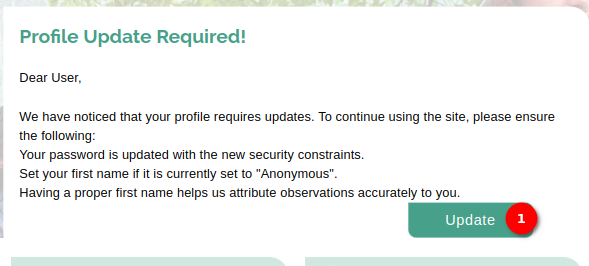 Profile Update Required!
Dear User,
We have noticed that your profile requires updates. To continue using the site, please ensure
the following:
Your password is updated with the new security constraints.
Set your first name if it is currently set to "Anonymous".
Having a proper first name helps us attribute observations accurately to you.
Update 1